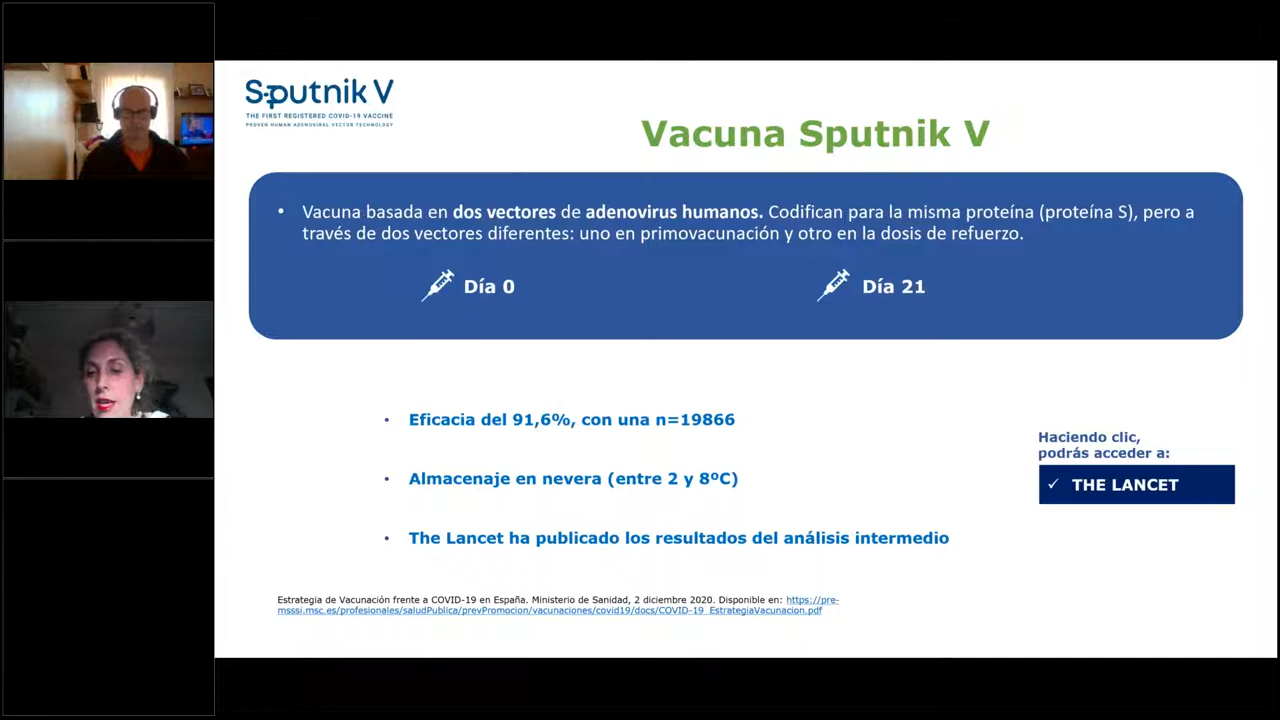 Sputnik V
THE FIRST REGISTERED COVID-19 VACCINE
PROVEN HUMAN ADENOVIRAL VECTOR TECHNOLOGY
Vacuna Sputnik V
• Vacuna basada en dos vectores de adenovirus humanos. Codifican para la misma proteína (proteína S), pero a
través de dos vectores diferentes: uno en primovacunación y otro en la dosis de refuerzo.
Día 0
Día 21
• Eficacia del 91,6%, con una n=19866
• Almacenaje en nevera (entre 2 y 8ºC)
• The Lancet ha publicado los resultados del análisis intermedio
Haciendo clic,
podrás acceder a:
✓ THE LANCET
Estrategia de Vacunación frente a COVID-19 en España. Ministerio de Sanidad, 2 diciembre 2020. Disponible en: https://pre-
msssi.msc.es/profesionales/saludPublica/prevPromocion/vacunaciones/covid19/docs/COVID-19_EstrategiaVacunacion.pdf